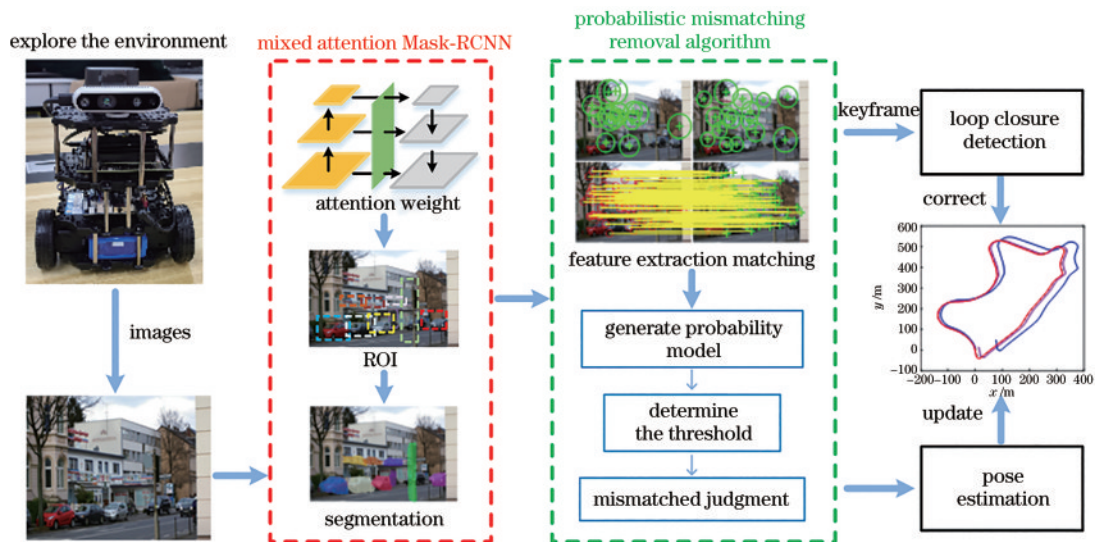 explore the environment
images
mixed attention Mask-RCNN
attention weight
ROI
segmentation
probabilistic mismatching
removal algorithm
feature extraction matching
generate probability
model
determine
the threshold
mismatched judgment
keyframe
loop closure
detection
correct
600
500
400
300
200
100
0
−100
y/m
−200−100 0 100 200 300 400
x/m
update
pose
estimation